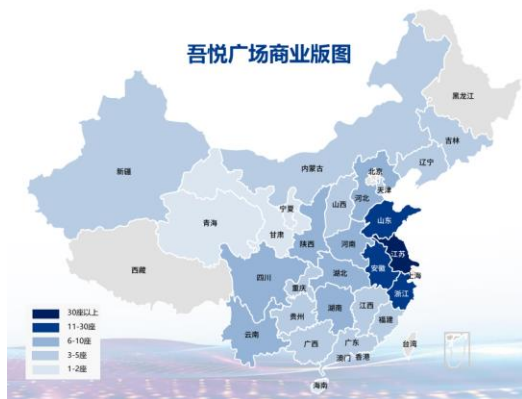 吾悦广场商业版图
黑龙江
吉林
辽宁
内蒙古
新疆
北京
天津
河北
山西
宁夏
青海
甘肃
山东
陕西
河南
江苏
西藏
安徽
上海
四川
湖北
重庆
浙江
湖南
江西
贵州
福建
云南
广西
广东
台湾
澳门
香港
海南
30座以上
11-30座
6-10座
3-5座
1-2座